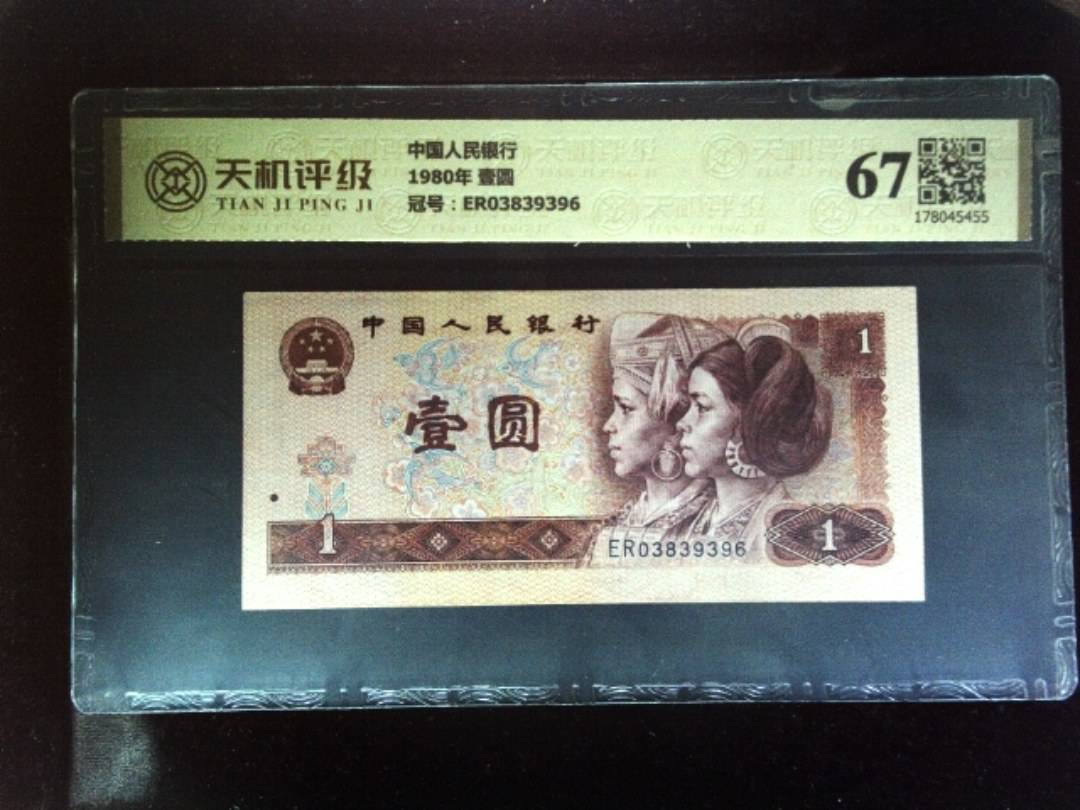 天机评级
TIAN JI PING JI
中国人民银行
1980年 壹圆
冠号：ER03839396
67
178045455
中国人民银行
1
壹圆
1
ER03839396
1